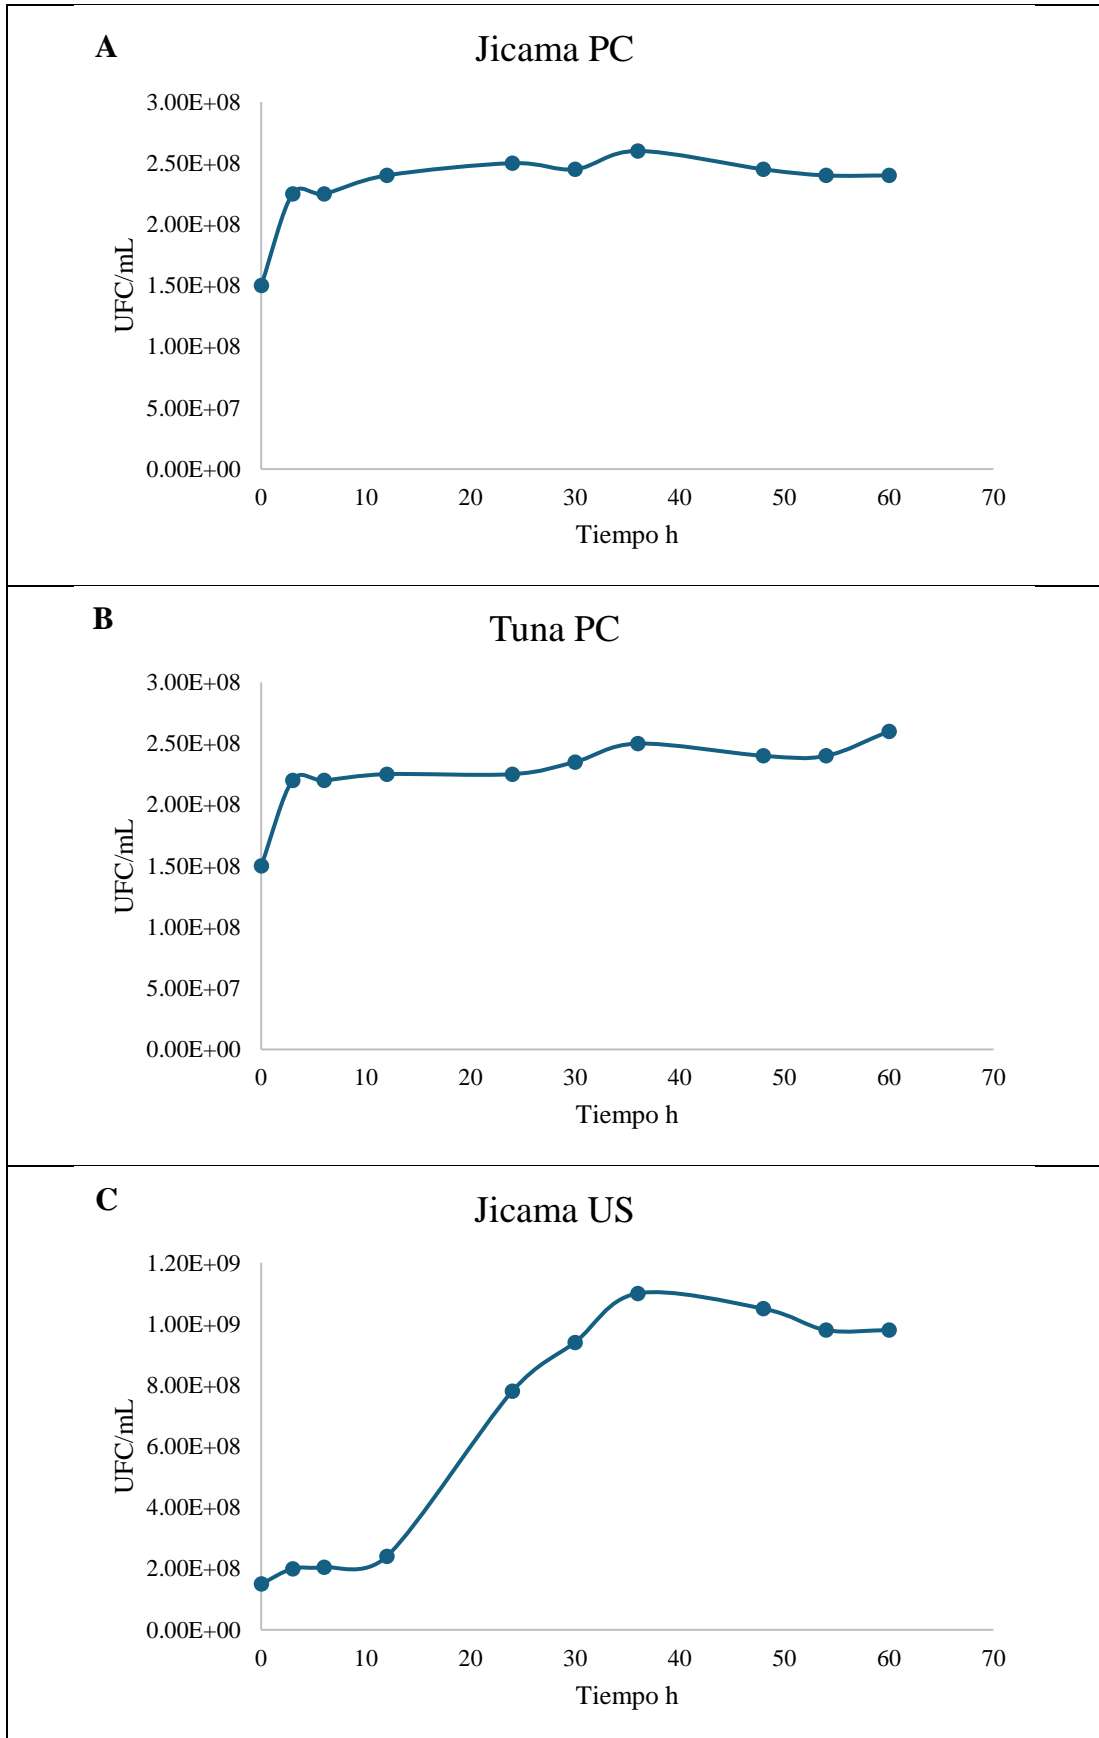 A
Jicama PC
3.00E+08
2.50E+08
2.00E+08
1.50E+08
1.00E+08
5.00E+07
0.00E+00
UFC/mL
0 10 20 30 40 50 60 70
Tiempo h
B
Tuna PC
3.00E+08
2.50E+08
2.00E+08
1.50E+08
1.00E+08
5.00E+07
0.00E+00
UFC/mL
0 10 20 30 40 50 60 70
Tiempo h
C
Jicama US
1.20E+09
1.00E+09
8.00E+08
6.00E+08
4.00E+08
2.00E+08
0.00E+00
UFC/mL
0 10 20 30 40 50 60 70
Tiempo h